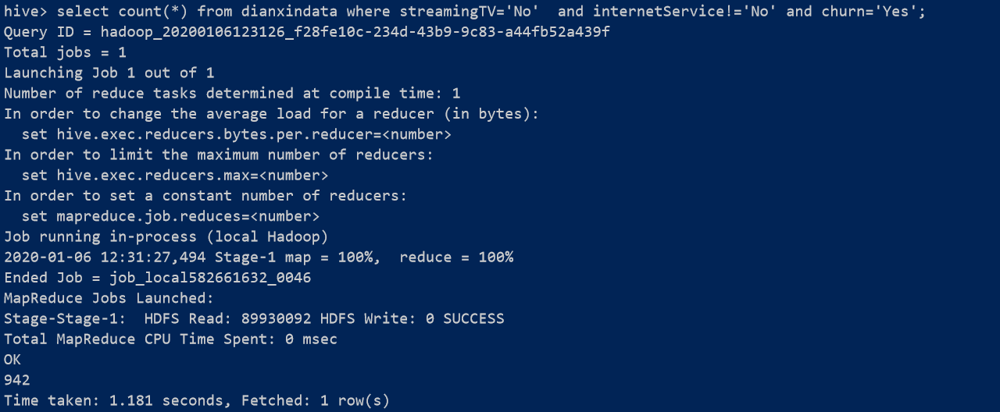 hive> select count(*) from dianxindata where streamingTV='No'  and internetService!='No' and churn='Yes';
Query ID = hadoop_20200106123126_f28fe10c-234d-43b9-9c83-a44fb52a439f
Total jobs = 1
Launching Job 1 out of 1
Number of reduce tasks determined at compile time: 1
In order to change the average load for a reducer (in bytes):
  set hive.exec.reducers.bytes.per.reducer=<number>
In order to limit the maximum number of reducers:
  set hive.exec.reducers.max=<number>
In order to set a constant number of reducers:
  set mapreduce.job.reduces=<number>
Job running in-process (local Hadoop)
2020-01-06 12:31:27,494 Stage-1 map = 100%,  reduce = 100%
Ended Job = job_local582661632_0046
MapReduce Jobs Launched:
Stage-Stage-1:  HDFS Read: 89930092 HDFS Write: 0 SUCCESS
Total MapReduce CPU Time Spent: 0 msec
OK
942
Time taken: 1.181 seconds, Fetched: 1 row(s)